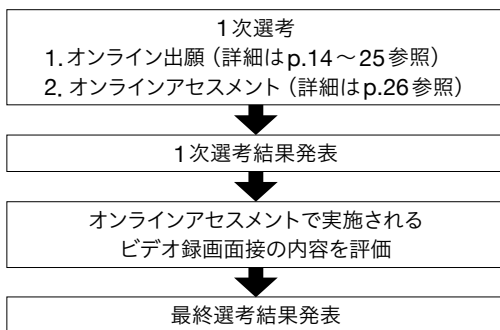 1次選考
1. オンライン出願（詳細はp.14～25参照）
2. オンラインアセスメント（詳細はp.26参照）
1次選考結果発表
オンラインアセスメントで実施される
ビデオ録画面接の内容を評価
最終選考結果発表